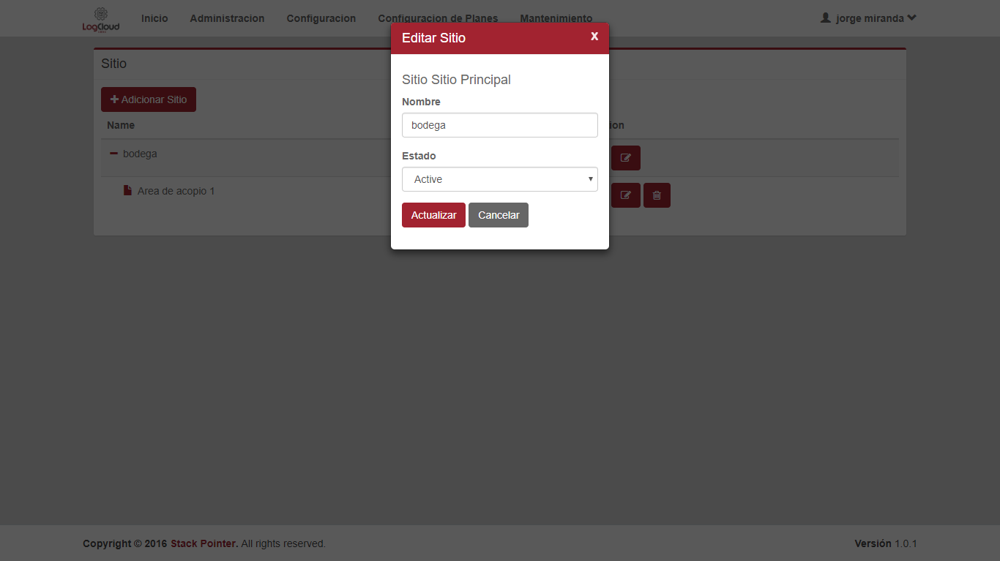 LogCloud
Inicio Administracion Configuracion Configuracion de Planes Mantenimiento jorge miranda
Editar Sitio x
Sitio
Sitio Sitio Principal
Adicionar Sitio
Nombre
Name
bodega
bodega
Estado
Active
Area de acopio 1
Actualizar Cancelar
Copyright © 2016 Stack Pointer. All rights reserved. Versión 1.0.1